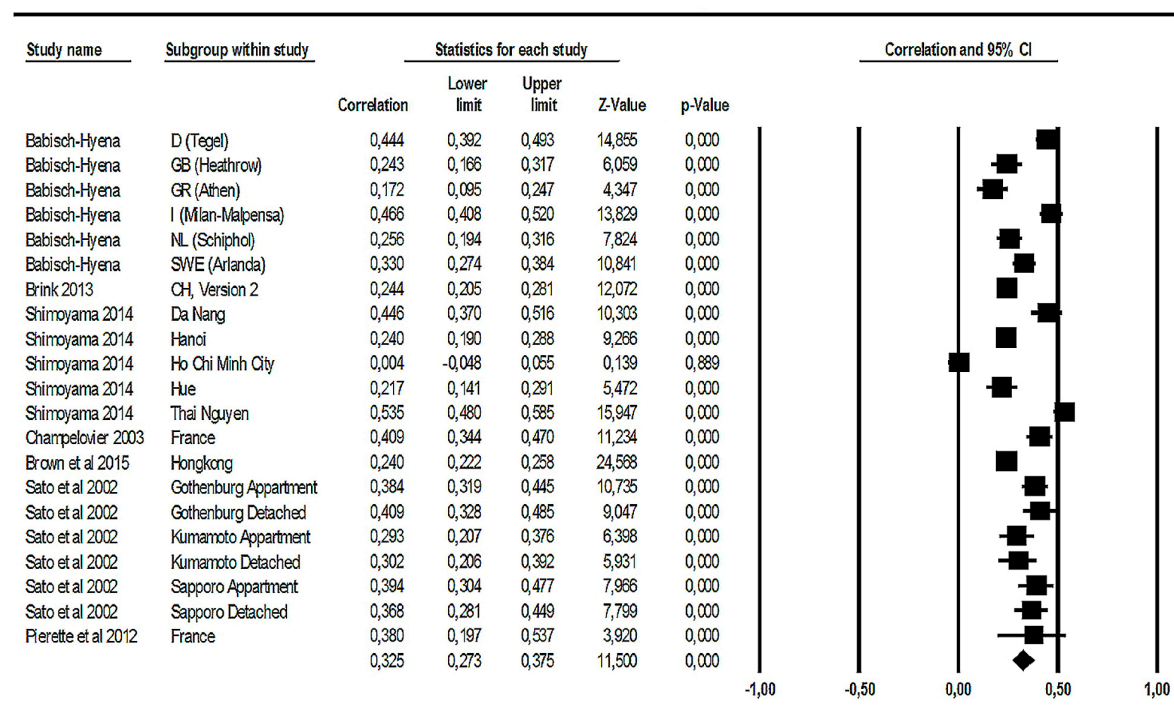 Study name Subgroup within study Statistics for each study Correlation and 95% CI
Lower Upper
Correlation limit limit Z-Value p-Value
Babisch-Hyena D (Tegel) 0,444 0,392 0,493 14,855 0,000
Babisch-Hyena GB (Heathrow) 0,243 0,166 0,317 6,059 0,000
Babisch-Hyena GR (Athen) 0,172 0,095 0,247 4,347 0,000
Babisch-Hyena I (Milan-Malpensa) 0,466 0,408 0,520 13,829 0,000
Babisch-Hyena NL (Schiphol) 0,256 0,194 0,316 7,824 0,000
Babisch-Hyena SWE (Arlanda) 0,330 0,274 0,384 10,841 0,000
Brink 2013 CH, Version 2 0,244 0,205 0,281 12,072 0,000
Shimoyama 2014 Da Nang 0,446 0,370 0,516 10,303 0,000
Shimoyama 2014 Hanoi 0,240 0,190 0,288 9,266 0,000
Shimoyama 2014 Ho Chi Minh City 0,004 -0,048 0,055 0,139 0,889
Shimoyama 2014 Hue 0,217 0,141 0,291 5,472 0,000
Shimoyama 2014 Thai Nguyen 0,535 0,480 0,585 15,947 0,000
Champelovier 2003 France 0,409 0,344 0,470 11,234 0,000
Brown et al 2015 Hongkong 0,240 0,222 0,258 24,568 0,000
Sato et al 2002 Gothenburg Appartment 0,384 0,319 0,445 10,735 0,000
Sato et al 2002 Gothenburg Detached 0,409 0,328 0,485 9,047 0,000
Sato et al 2002 Kumamoto Appartment 0,293 0,207 0,376 6,398 0,000
Sato et al 2002 Kumamoto Detached 0,302 0,206 0,392 5,931 0,000
Sato et al 2002 Sapporo Appartment 0,394 0,304 0,477 7,966 0,000
Sato et al 2002 Sapporo Detached 0,368 0,281 0,449 7,799 0,000
Pierette et al 2012 France 0,380 0,197 0,537 3,920 0,000
0,325 0,273 0,375 11,500 0,000
-1,00 -0,50 0,00 0,50 1,00